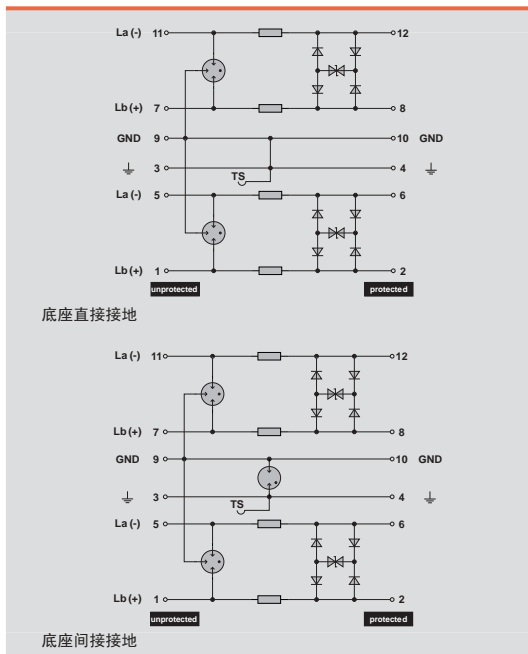 La (-) 11 12
Lb (+) 7 8
GND 9 10 GND
3 4
TS
La (-) 5 6
Lb (+) 1 2
unprotected protected
底座直接接地
La (-) 11 12
Lb (+) 7 8
GND 9 10 GND
3 4
TS
La (-) 5 6
Lb (+) 1 2
unprotected protected
底座间接接地